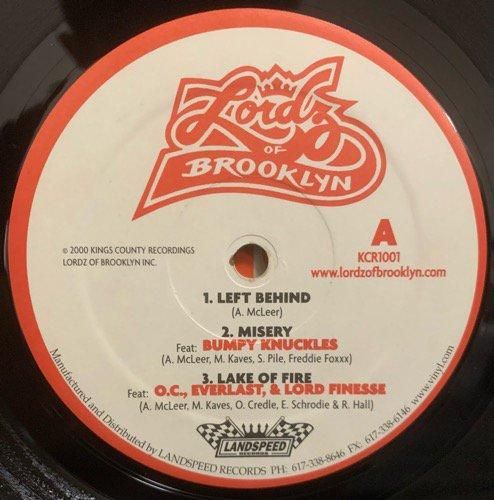 Lordz
OF
BROOKLYN
℗ 2000 KINGS COUNTY RECORDINGS
LORDZ OF BROOKLYN INC.
A
KCR1001
www.lordzofbrooklyn.com
1. LEFT BEHIND
(A. McLeer)
2. MISERY
Feat: BUMPY KNUCKLES
(A. McLeer, M. Kaves, S. Pile, Freddie Foxxx)
3. LAKE OF FIRE
Feat: O.C., EVERLAST, & LORD FINESSE
(A. McLeer, M. Kaves, O. Credle, E. Schrodie & R. Hall)
LANDSPEED
RECORDS
Manufactured and Distributed by LANDSPEED RECORDS PH: 617-338-8646 FX: 617-338-6146 www.vinyl.com